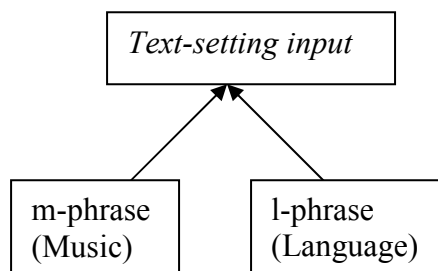 Text-setting input
m-phrase
(Music)
l-phrase
(Language)